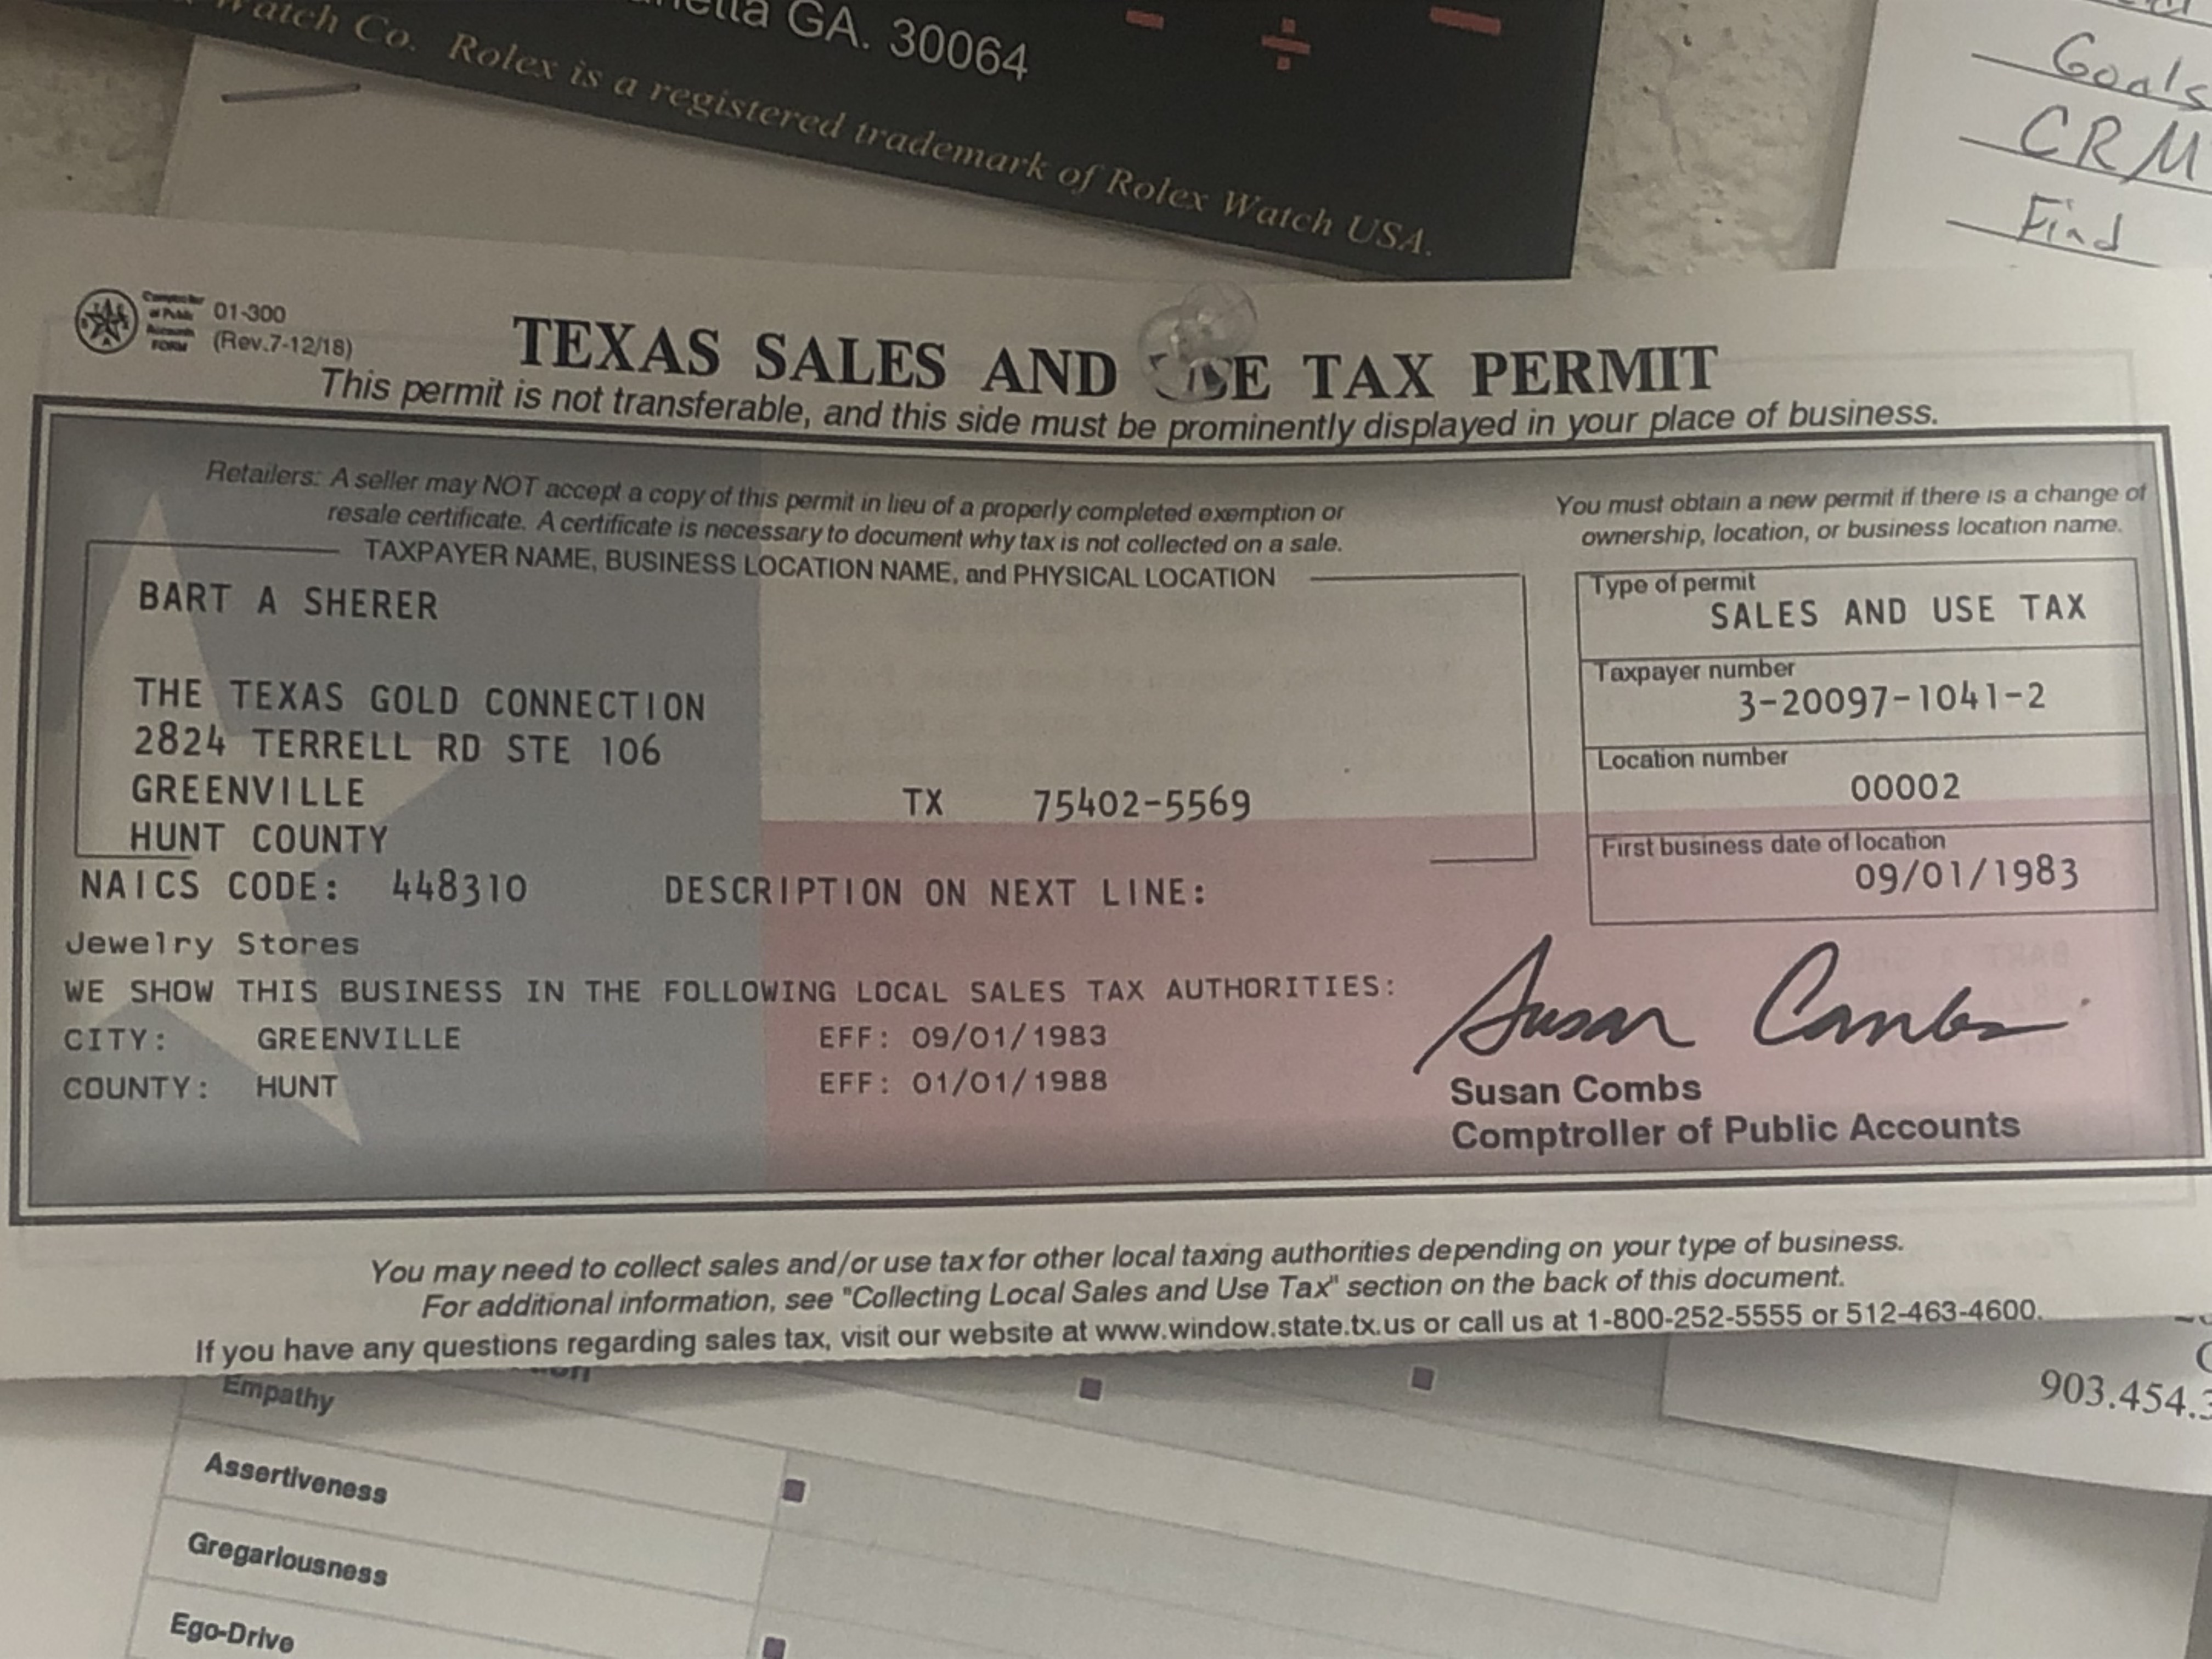 GA. 30064
Watch Co. Rolex is a registered trademark of Rolex Watch USA.
Goals
CRM
Find
Comptroller
of Public
Accounts
FORM
01-300
(Rev.7-12/18)
TEXAS SALES AND USE TAX PERMIT
This permit is not transferable, and this side must be prominently displayed in your place of business.
Retailers: A seller may NOT accept a copy of this permit in lieu of a properly completed exemption or
resale certificate. A certificate is necessary to document why tax is not collected on a sale.
You must obtain a new permit if there is a change of
ownership, location, or business location name.
TAXPAYER NAME, BUSINESS LOCATION NAME, and PHYSICAL LOCATION
BART A SHERER
THE TEXAS GOLD CONNECTION
2824 TERRELL RD STE 106
GREENVILLE TX 75402-5569
HUNT COUNTY
Type of permit
SALES AND USE TAX
Taxpayer number
3-20097-1041-2
Location number
00002
First business date of location
09/01/1983
NAICS CODE: 448310 DESCRIPTION ON NEXT LINE:
Jewelry Stores
WE SHOW THIS BUSINESS IN THE FOLLOWING LOCAL SALES TAX AUTHORITIES:
CITY: GREENVILLE EFF: 09/01/1983
COUNTY: HUNT EFF: 01/01/1988
Susan Combs
Susan Combs
Comptroller of Public Accounts
You may need to collect sales and/or use tax for other local taxing authorities depending on your type of business.
For additional information, see "Collecting Local Sales and Use Tax" section on the back of this document.
If you have any questions regarding sales tax, visit our website at www.window.state.tx.us or call us at 1-800-252-5555 or 512-463-4600.
903.454.3
Empathy
Assertiveness
Gregariousness
Ego-Drive